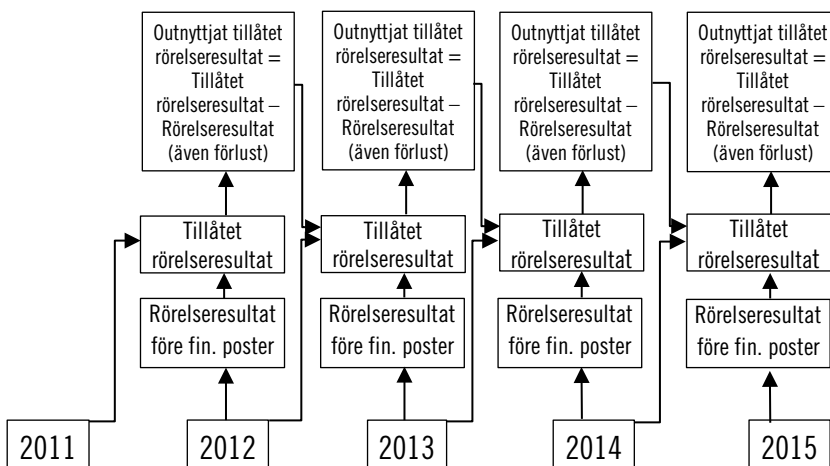 Outnyttjat tillåtet
rörelseresultat =
Tillåtet
rörelseresultat –
Rörelseresultat
(även förlust)
Outnyttjat tillåtet
rörelseresultat =
Tillåtet
rörelseresultat –
Rörelseresultat
(även förlust)
Outnyttjat tillåtet
rörelseresultat =
Tillåtet
rörelseresultat –
Rörelseresultat
(även förlust)
Outnyttjat tillåtet
rörelseresultat =
Tillåtet
rörelseresultat –
Rörelseresultat
(även förlust)
Tillåtet
rörelseresultat
Tillåtet
rörelseresultat
Tillåtet
rörelseresultat
Tillåtet
rörelseresultat
Rörelseresultat
före fin. poster
Rörelseresultat
före fin. poster
Rörelseresultat
före fin. poster
Rörelseresultat
före fin. poster
2011
2012
2013
2014
2015